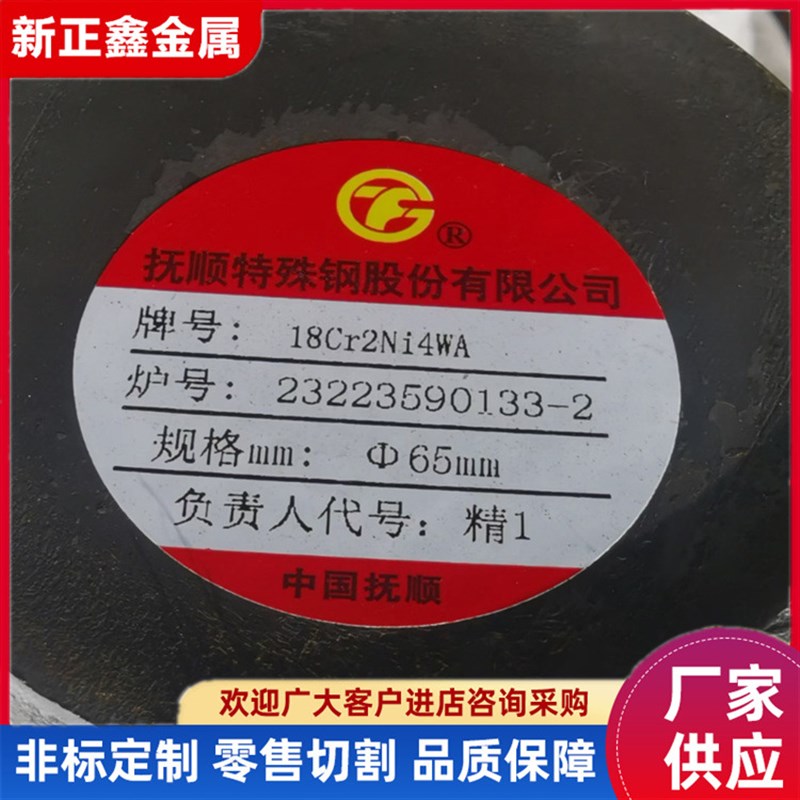 新正鑫金属
®
抚顺特殊钢股份有限公司
牌号: 18Cr2Ni4WA
炉号: 23223590133-2
规格mm: Φ65mm
负责人代号: 精1
中国抚顺
欢迎广大客户进店咨询采购
非标定制 零售切割 品质保障
厂家
供应